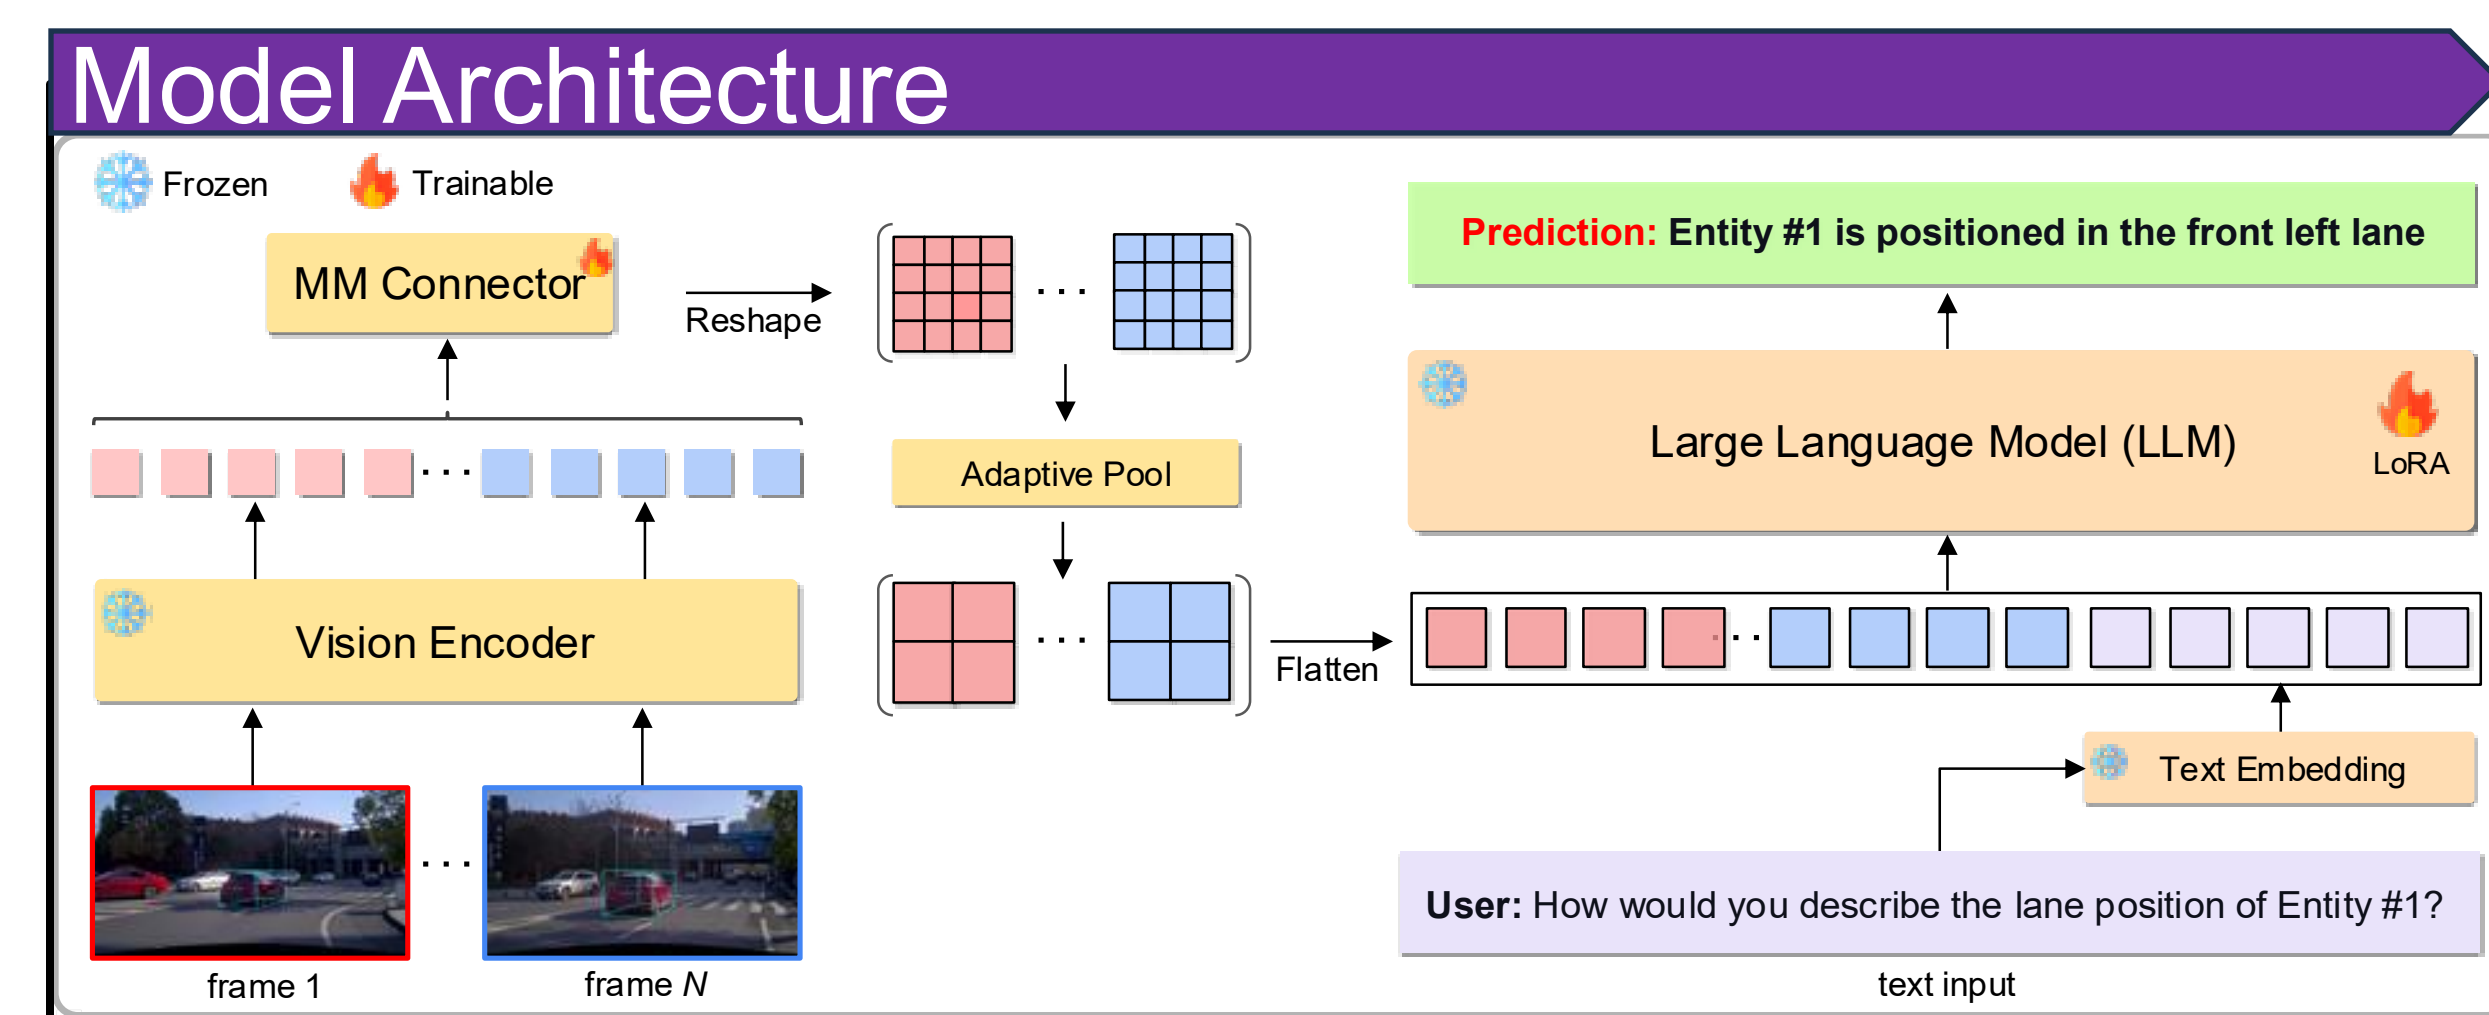 Model Architecture
Frozen
Trainable
MM Connector
Reshape
Vision Encoder
frame 1
frame N
Adaptive Pool
Flatten
Prediction: Entity #1 is positioned in the front left lane
Large Language Model (LLM)
LoRA
Text Embedding
User: How would you describe the lane position of Entity #1?
text input